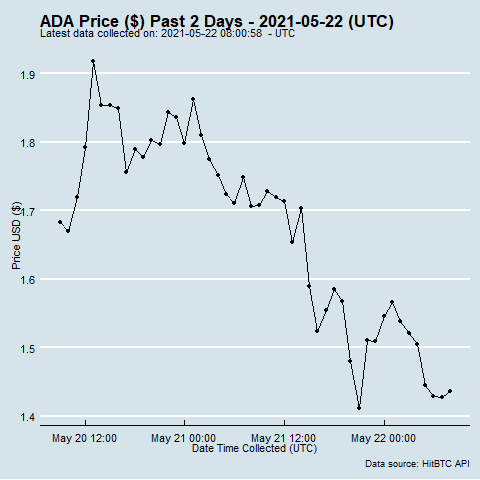 ADA Price ($) Past 2 Days - 2021-05-22 (UTC)
Latest data collected on: 2021-05-22 08:00:58 - UTC
Price USD ($)
1.9
1.8
1.7
1.6
1.5
1.4
May 20 12:00 May 21 00:00 May 21 12:00 May 22 00:00
Date Time Collected (UTC)
Data source: HitBTC API